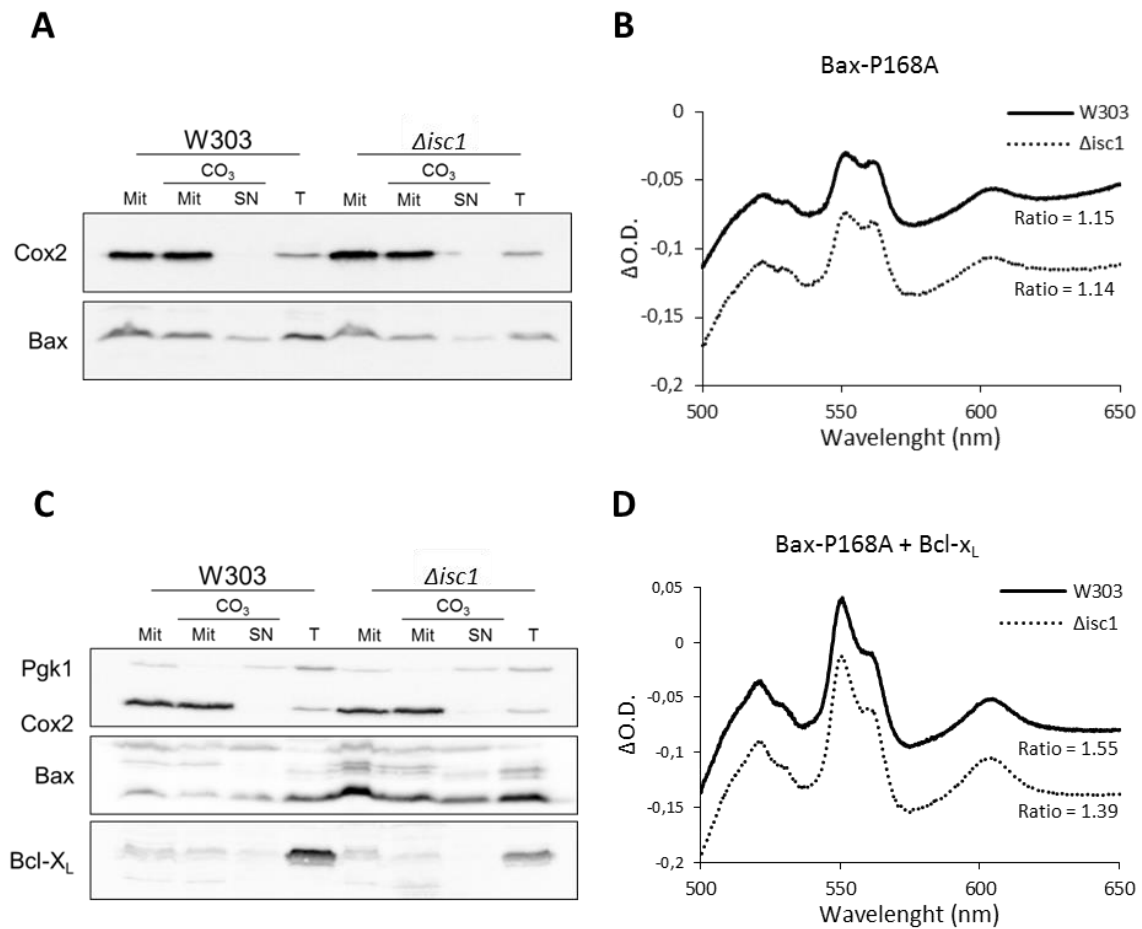 A
W303
Δisc1
CO3
CO3
Mit
Mit
SN
T
Mit
Mit
SN
T
Cox2
Bax
B
Bax-P168A
W303
Δisc1
0
-0,05
-0,1
-0,15
-0,2
ΔO.D.
Ratio = 1.15
Ratio = 1.14
500
550
600
650
Wavelenght (nm)
C
W303
Δisc1
CO3
CO3
Mit
Mit
SN
T
Mit
Mit
SN
T
Pgk1
Cox2
Bax
Bcl-XL
D
Bax-P168A + Bcl-xL
W303
Δisc1
0,05
0
-0,05
-0,1
-0,15
-0,2
ΔO.D.
Ratio = 1.55
Ratio = 1.39
500
550
600
650
Wavelenght (nm)